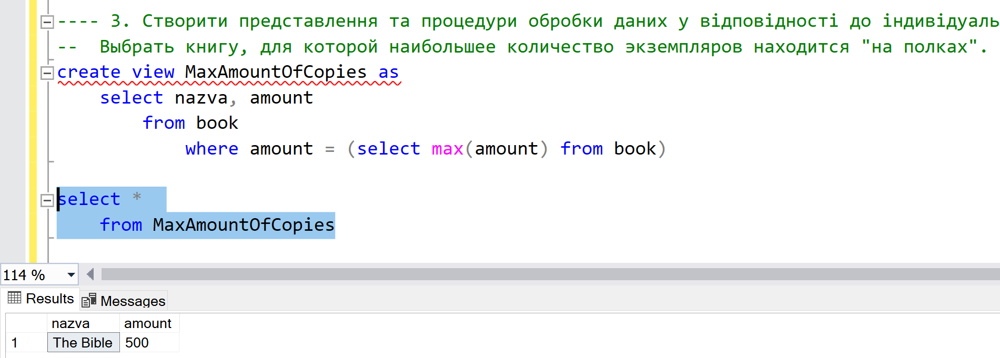 ---- 3. Створити представлення та процедури обробки даних у відповідності до індивідуаль
-- Выбрать книгу, для которой наибольшее количество экземпляров находится "на полках".
create view MaxAmountOfCopies as
select nazva, amount
from book
where amount = (select max(amount) from book)
select *
from MaxAmountOfCopies
114 %
Results Messages
nazva amount
1 The Bible 500